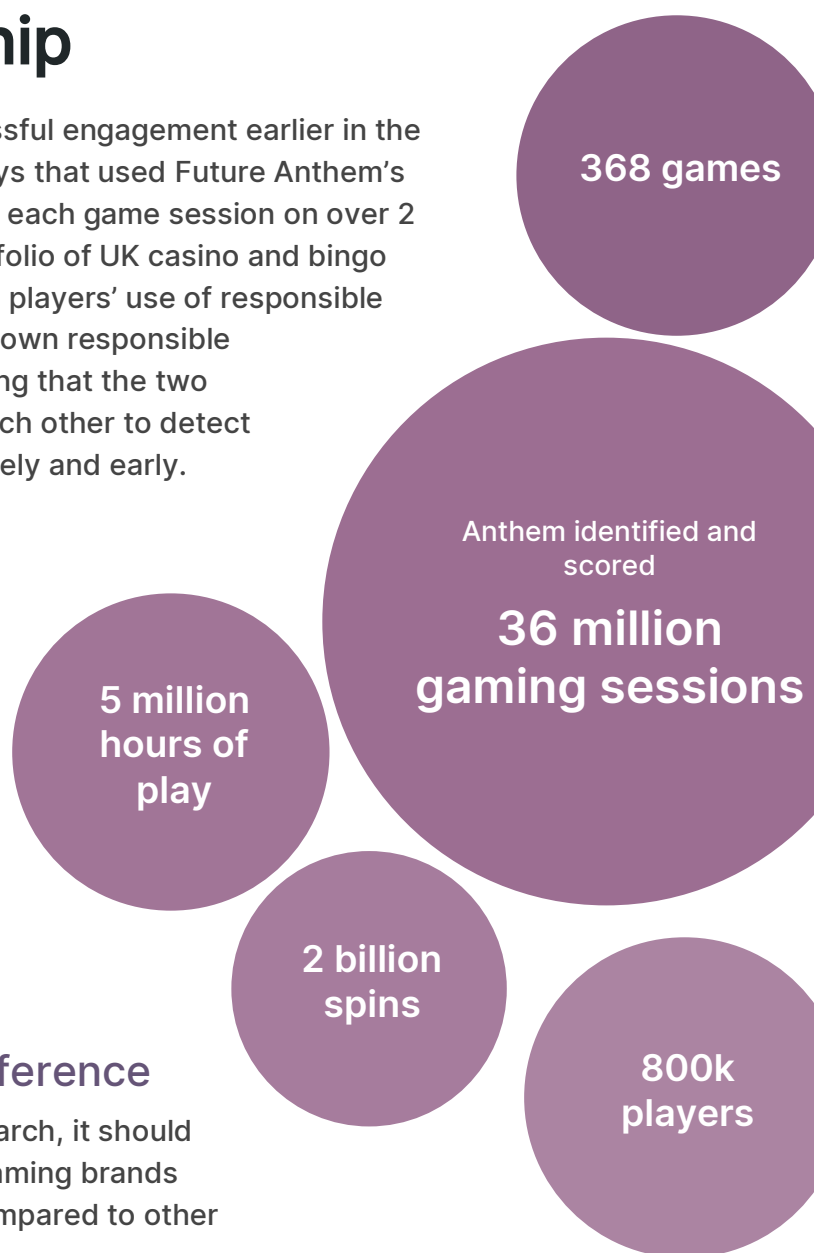 ship
ssful engagement earlier in the
ys that used Future Anthem's
each game session on over 2
folio of UK casino and bingo
players' use of responsible
own responsible
ng that the two
ch other to detect
ely and early.
368 games
Anthem identified and
scored
36 million
gaming sessions
5 million
hours of
play
2 billion
spins
800k
players
ference
arch, it should
aming brands
mpared to other